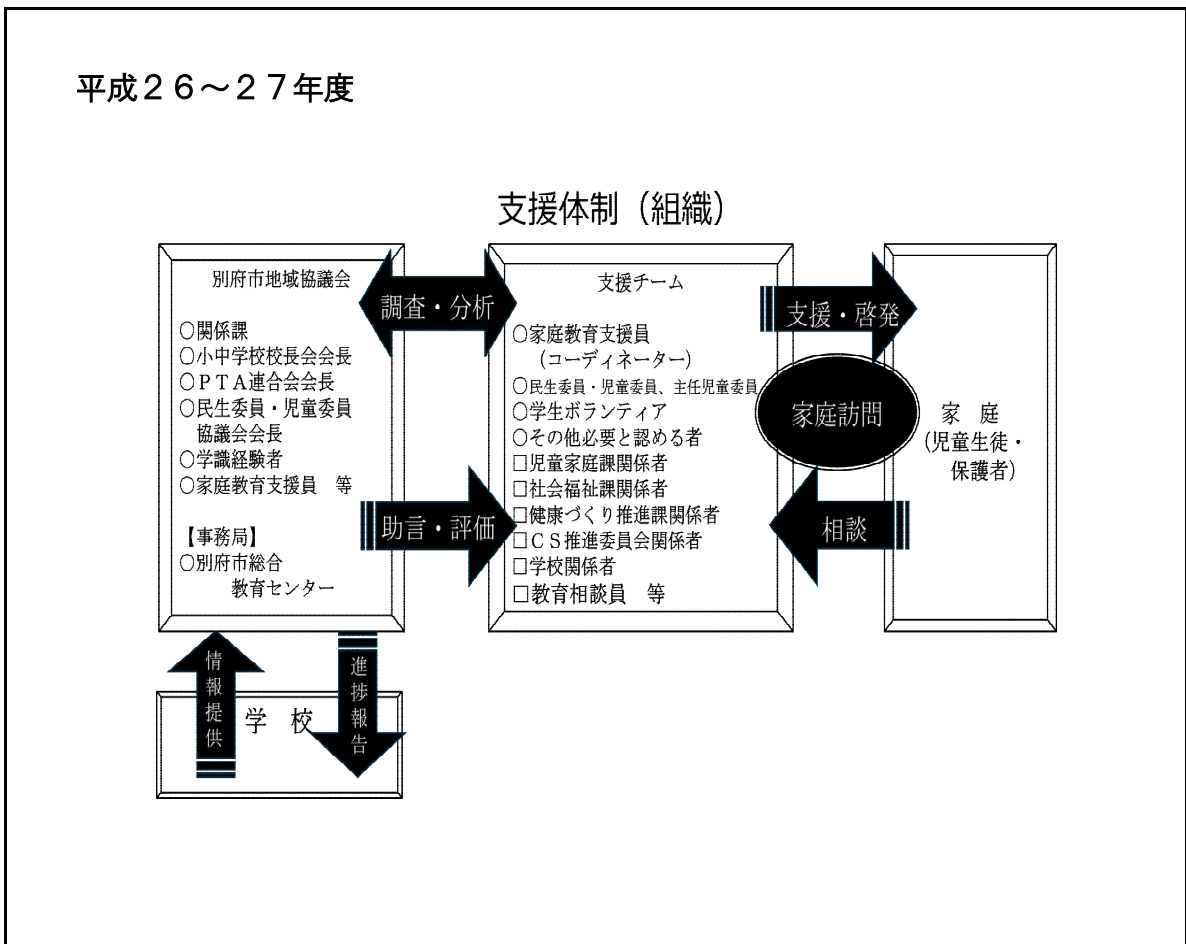 平成２６～２７年度
支援体制（組織）
別府市地域協議会
○関係課
○小中学校校長会会長
○ＰＴＡ連合会会長
○民生委員・児童委員
協議会会長
○学識経験者
○家庭教育支援員　等
【事務局】
○別府市総合
教育センター
調査・分析
助言・評価
支援チーム
○家庭教育支援員
（コーディネーター）
○民生委員・児童委員、主任児童委員
○学生ボランティア
○その他必要と認める者
□児童家庭課関係者
□社会福祉課関係者
□健康づくり推進課関係者
□ＣＳ推進委員会関係者
□学校関係者
□教育相談員　等
支援・啓発
家庭訪問
相談
家　庭
（児童生徒・
保護者）
情報提供
学　校
進捗報告